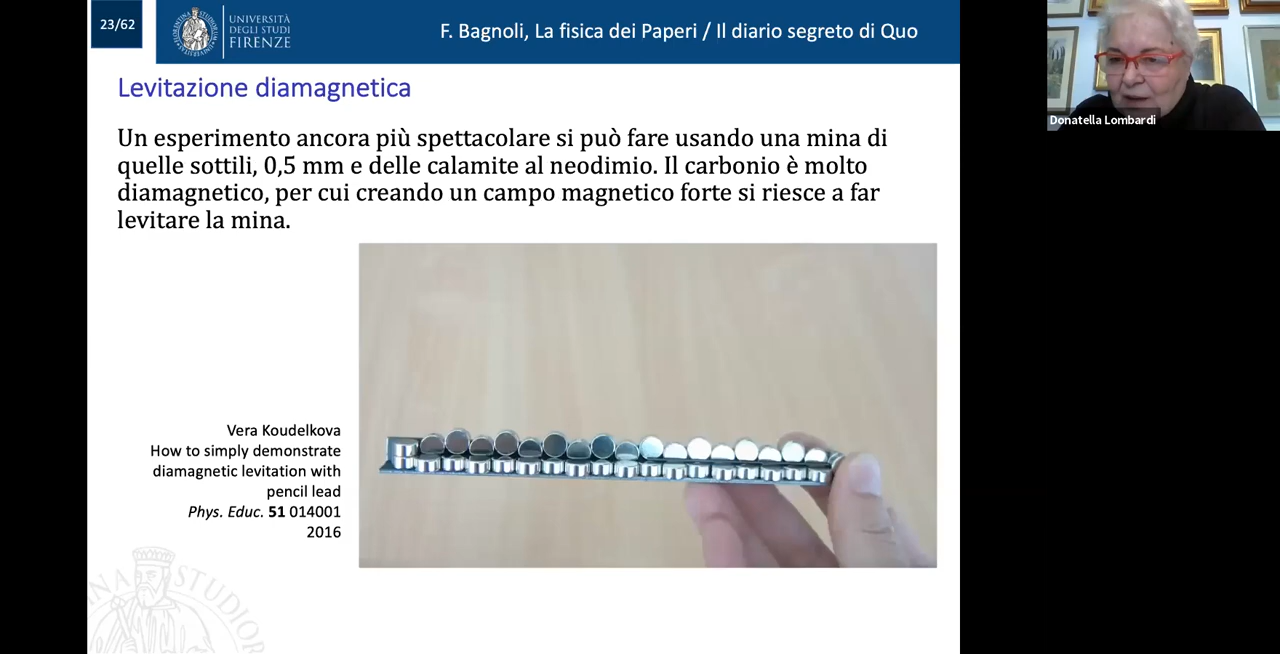 23/62
UNIVERSITÀ
DEGLI STUDI
FIRENZE
F. Bagnoli, La fisica dei Paperi / Il diario segreto di Quo
Levitazione diamagnetica
Un esperimento ancora più spettacolare si può fare usando una mina di
quelle sottili, 0,5 mm e delle calamite al neodimio. Il carbonio è molto
diamagnetico, per cui creando un campo magnetico forte si riesce a far
levitare la mina.
Vera Koudelkova
How to simply demonstrate
diamagnetic levitation with
pencil lead
Phys. Educ. 51 014001
2016
Donatella Lombardi